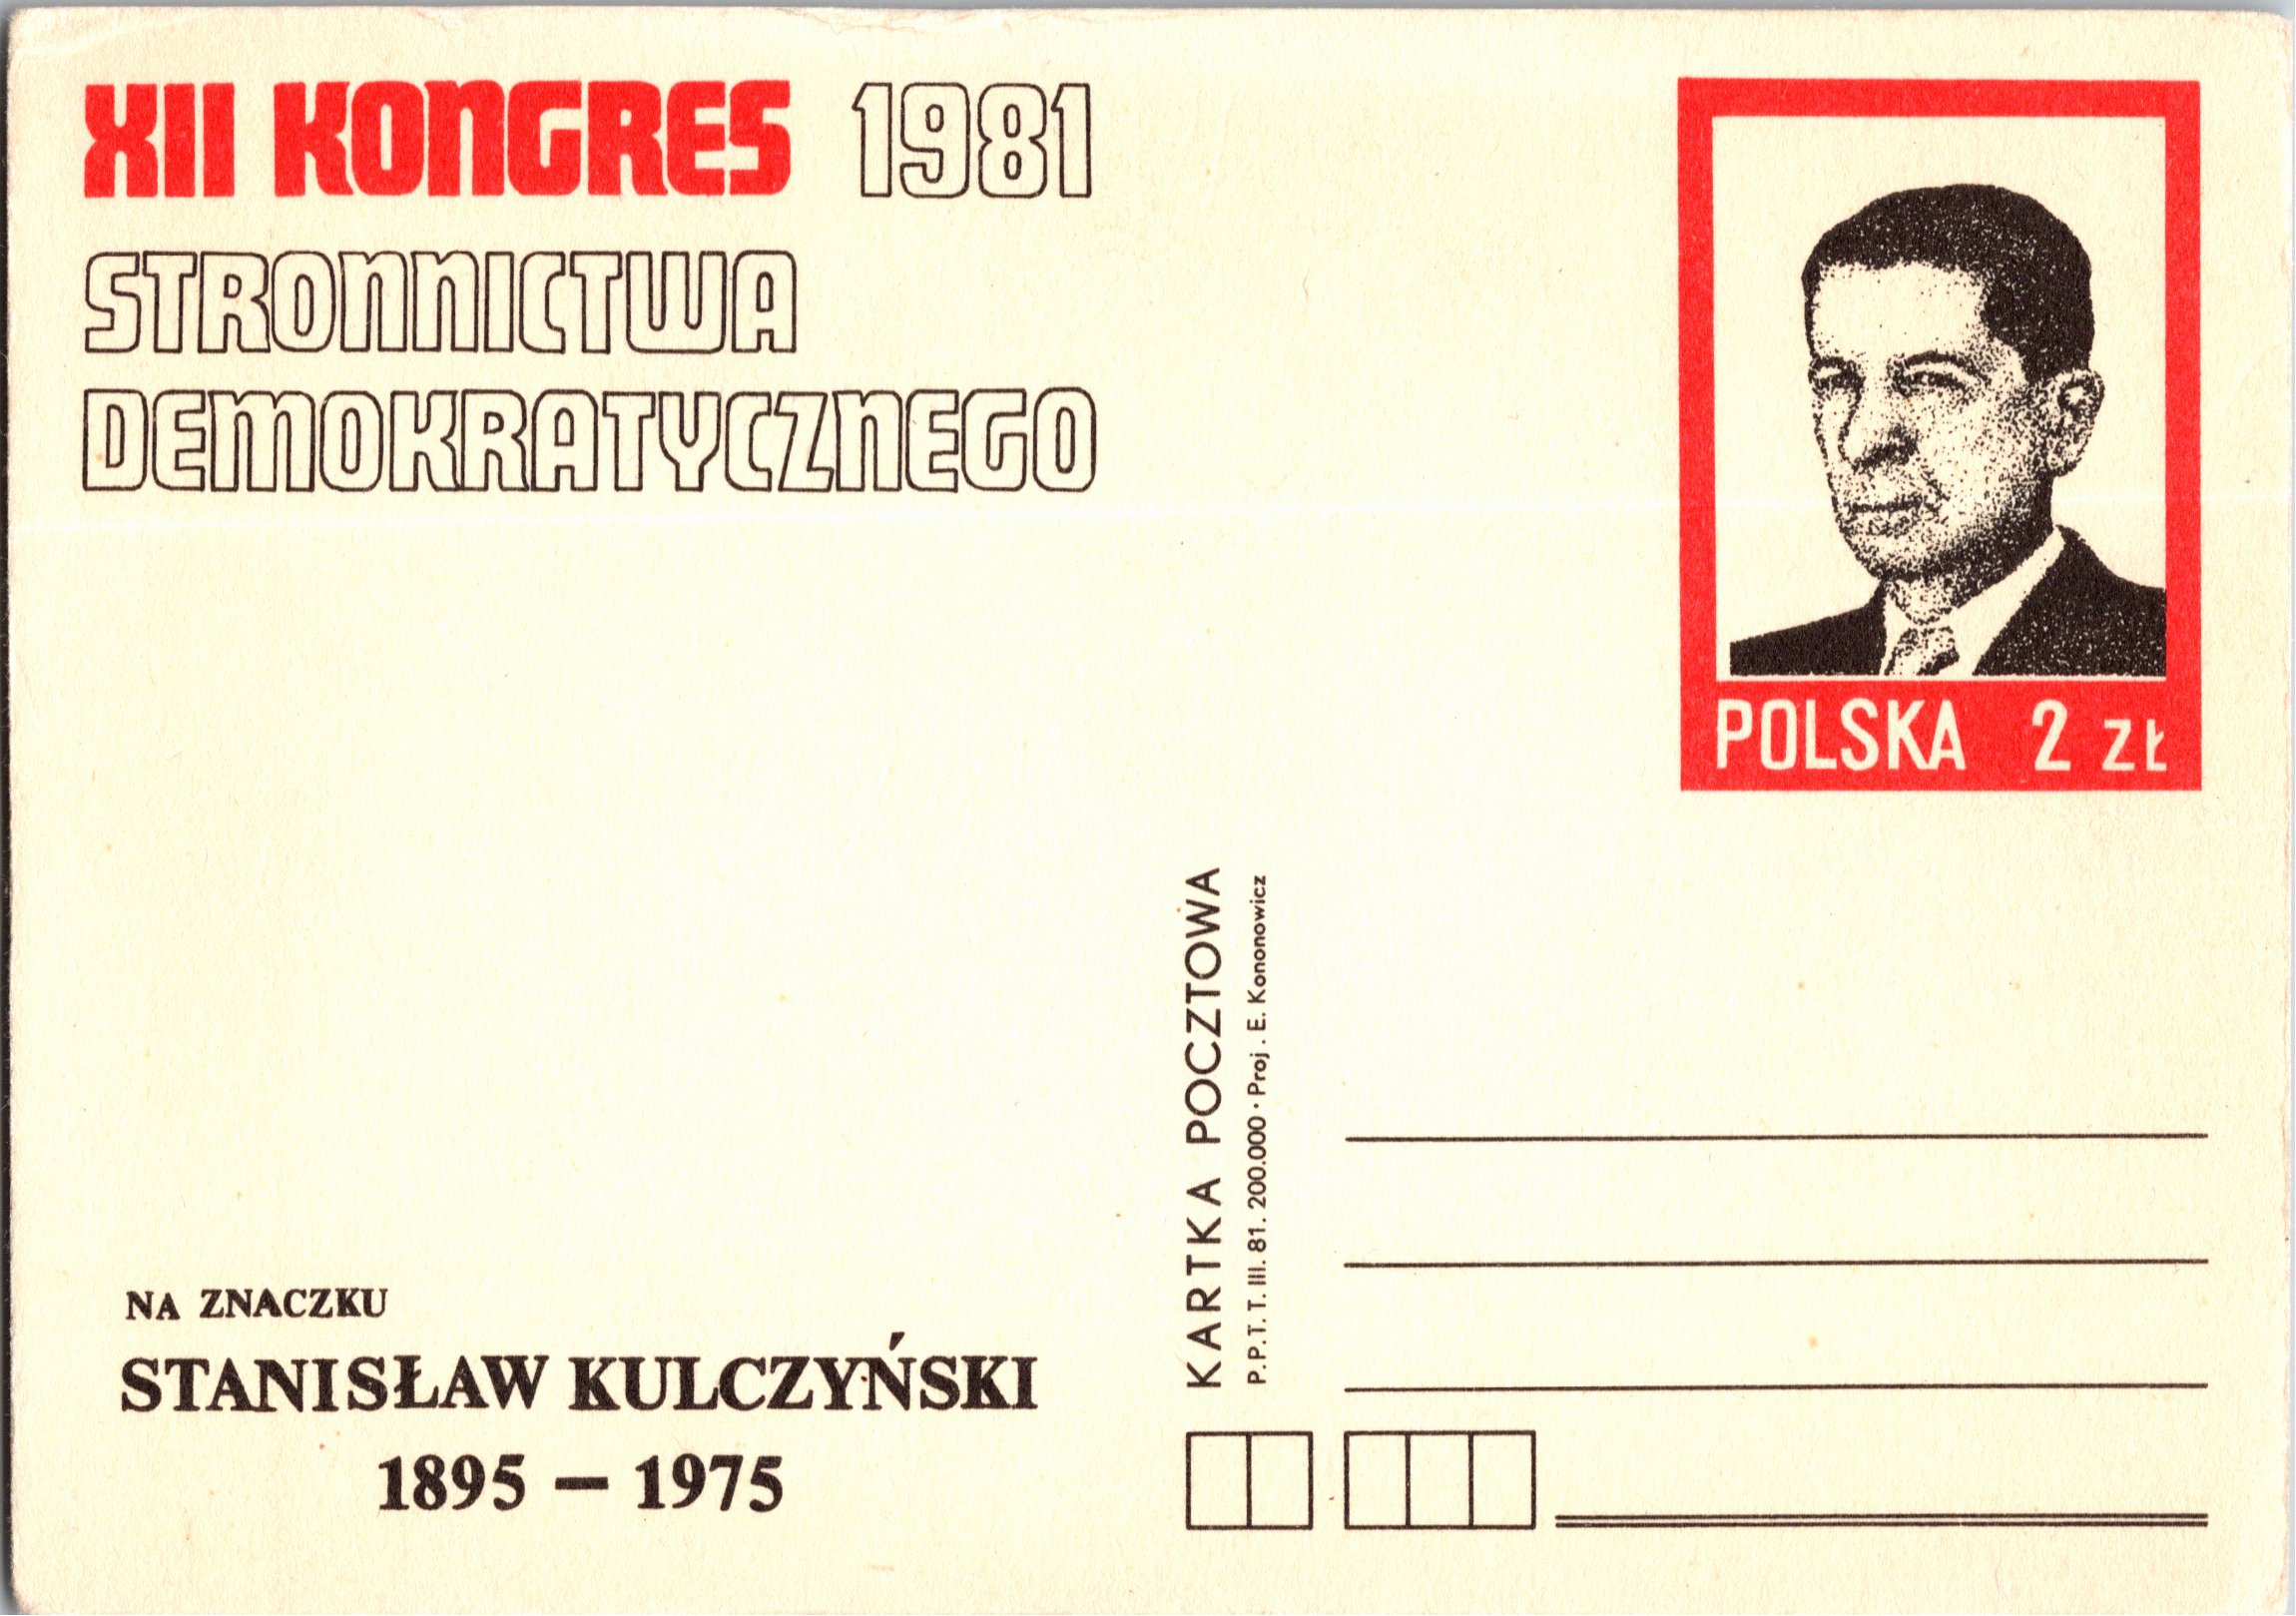 XII KONGRES 1981
STRONNICTWA
DEMOKRATYCZNEGO
POLSKA 2 ZŁ
KARTKA POCZTOWA
P.P.T.T. III. 81. 200.000 · Proj. E. Kononowicz
NA ZNACZKU
STANISŁAW KULCZYŃSKI
1895 – 1975